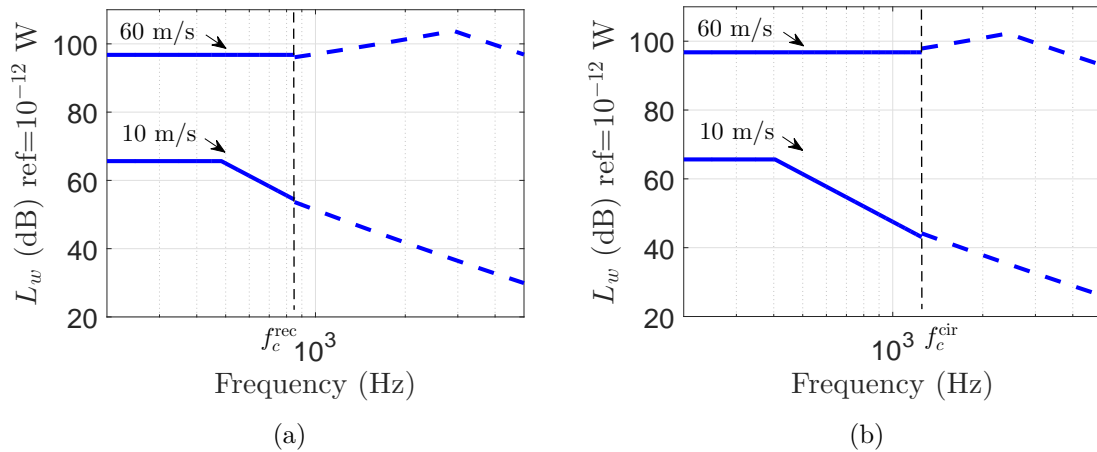 L_w (dB) ref=10^{-12} W
100
80
60
40
20
60 m/s
10 m/s
f_c^{rec}
10^3
Frequency (Hz)
(a)
L_w (dB) ref=10^{-12} W
100
80
60
40
20
60 m/s
10 m/s
10^3
f_c^{cir}
Frequency (Hz)
(b)